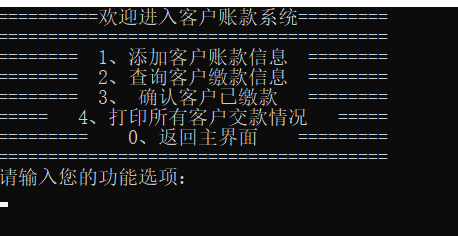 ==========欢迎进入客户账款系统=========
=======================================
========  1、添加客户账款信息  ========
========  2、查询客户缴款信息  ========
========  3、 确认客户已缴款   ========
=====   4、打印所有客户交款情况   =====
=========    0、返回主界面    =========
=======================================
请输入您的功能选项: